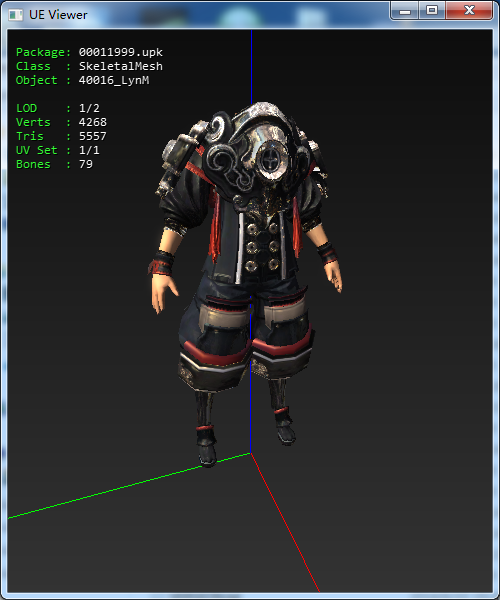 UE Viewer
Package: 00011999.upk
Class  : SkeletalMesh
Object : 40016_LynM
LOD    : 1/2
Verts  : 4268
Tris   : 5557
UV Set : 1/1
Bones  : 79